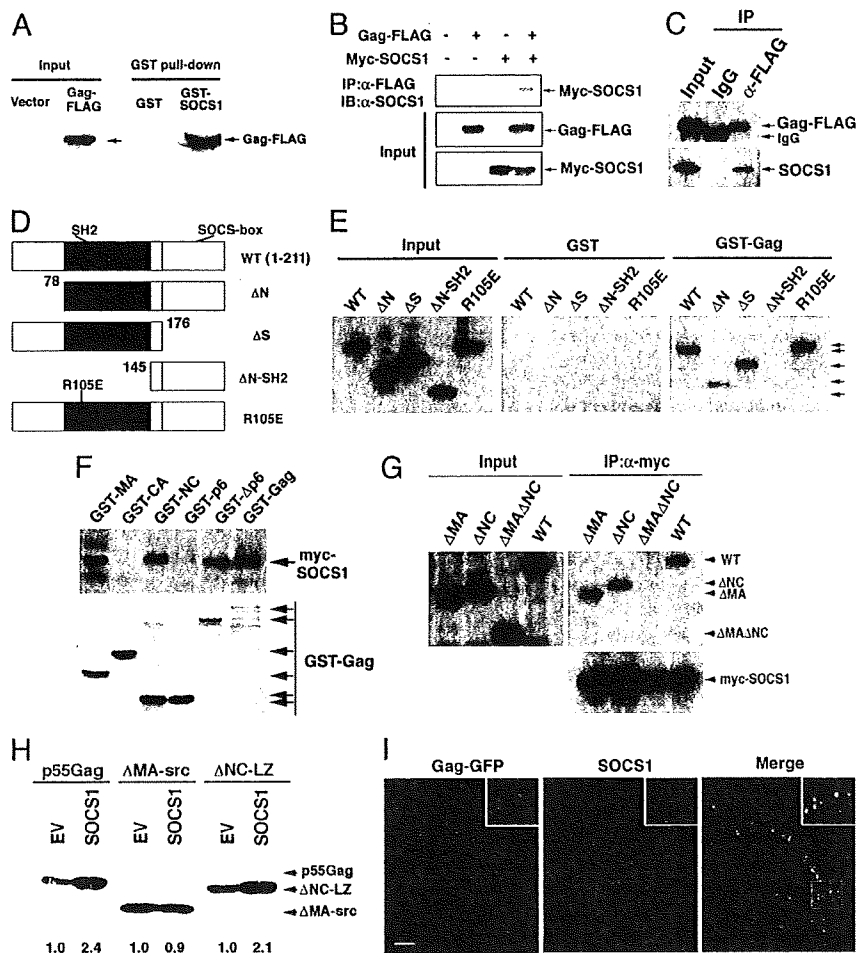 A
Input
GST pull-down
Vector
Gag-
FLAG
GST
GST-
SOCS1
Gag-FLAG
B
Gag-FLAG - + - +
Myc-SOCS1 - - + +
IP:α-FLAG
IB:α-SOCS1
Myc-SOCS1
Input
Gag-FLAG
Myc-SOCS1
C
IP
Input
IgG
α-FLAG
Gag-FLAG
IgG
SOCS1
D
SH2
SOCS-box
WT (1-211)
78
ΔN
176
ΔS
145
ΔN-SH2
R105E
R105E
E
Input
GST
GST-Gag
WT ΔN ΔS ΔN-SH2 R105E
WT ΔN ΔS ΔN-SH2 R105E
WT ΔN ΔS ΔN-SH2 R105E
F
GST-MA
GST-CA
GST-NC
GST-p6
GST-Δp6
GST-Gag
myc-
SOCS1
GST-Gag
G
Input
IP:α-myc
ΔMA ΔNC ΔMAΔNC WT
ΔMA ΔNC ΔMAΔNC WT
WT
ΔNC
ΔMA
ΔMAΔNC
myc-SOCS1
H
p55Gag
ΔMA-src
ΔNC-LZ
EV SOCS1 EV SOCS1 EV SOCS1
p55Gag
ΔNC-LZ
ΔMA-src
1.0 2.4 1.0 0.9 1.0 2.1
I
Gag-GFP
SOCS1
Merge